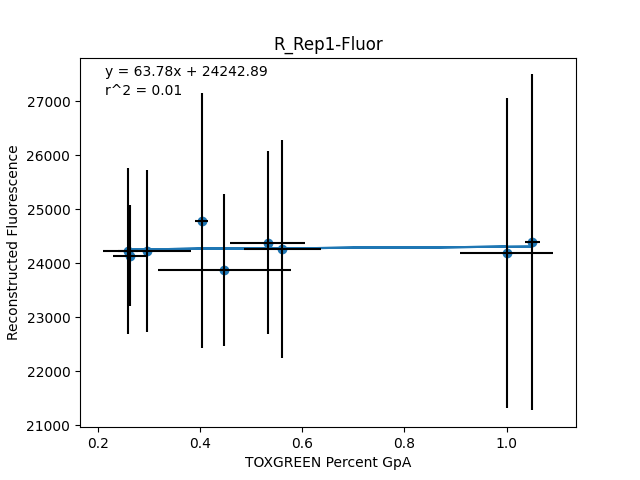 R_Rep1-Fluor
y = 63.78x + 24242.89
r^2 = 0.01
27000
26000
25000
24000
23000
22000
21000
Reconstructed Fluorescence
0.2 0.4 0.6 0.8 1.0
TOXGREEN Percent GpA